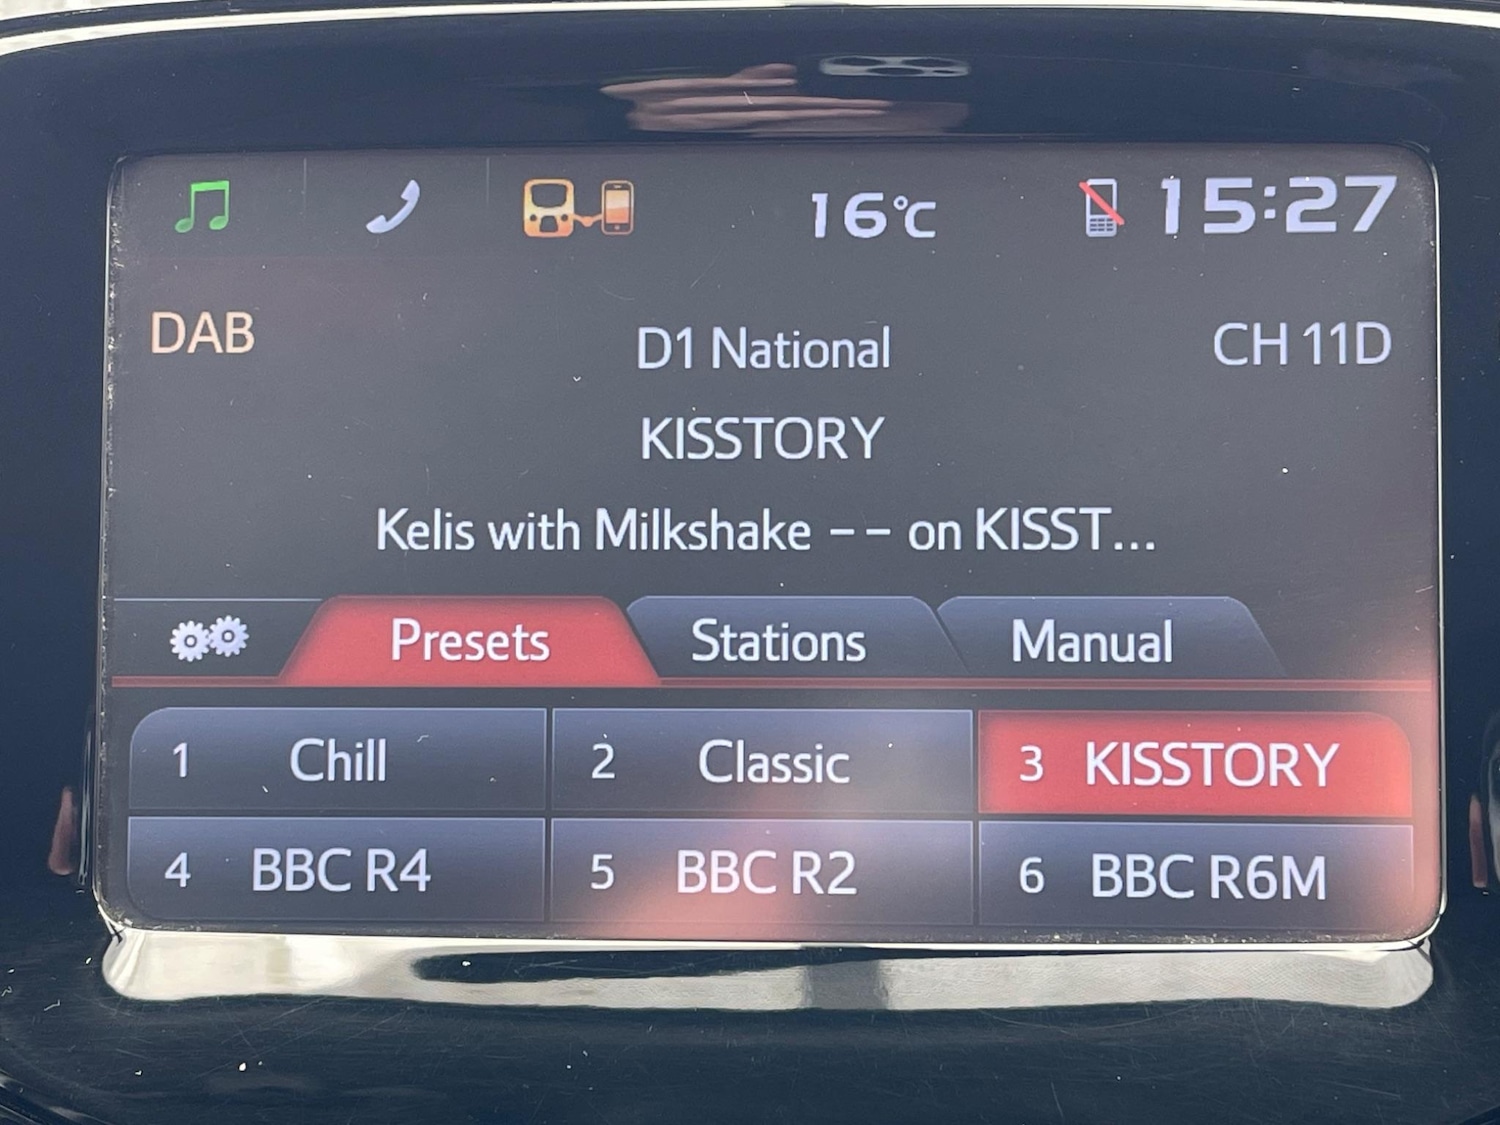 16°C 15:27
DAB D1 National CH 11D
KISSTORY
Kelis with Milkshake -- on KISST...
Presets Stations Manual
1 Chill 2 Classic 3 KISSTORY
4 BBC R4 5 BBC R2 6 BBC R6M